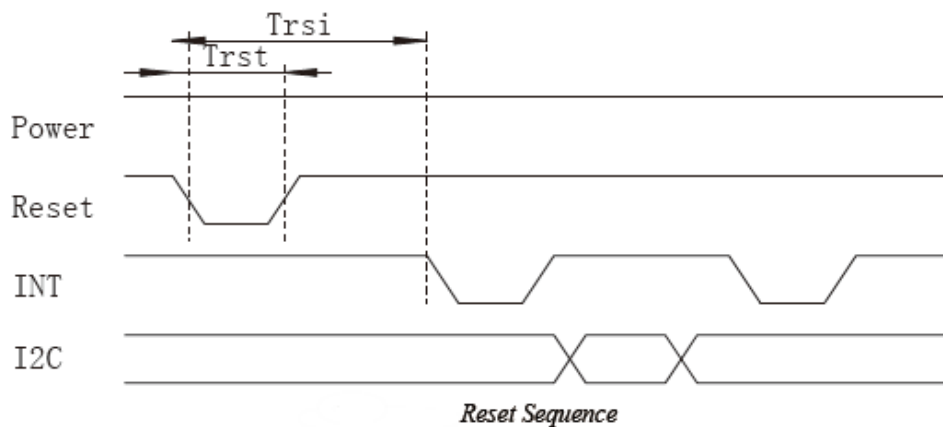 Trsi
Trst
Power
Reset
INT
I2C
Reset Sequence